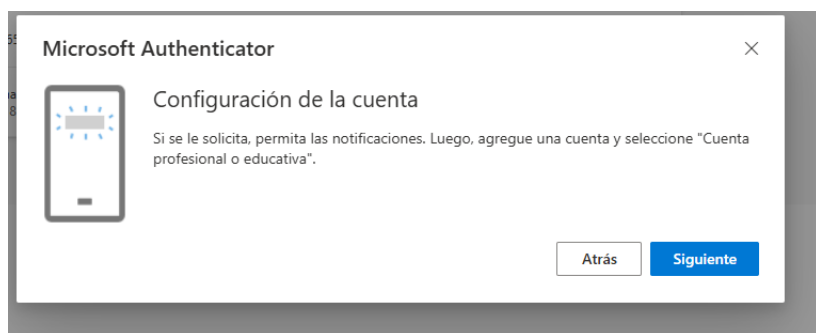 Microsoft Authenticator
Configuración de la cuenta
Si se le solicita, permita las notificaciones. Luego, agregue una cuenta y seleccione "Cuenta
profesional o educativa".
Atrás
Siguiente